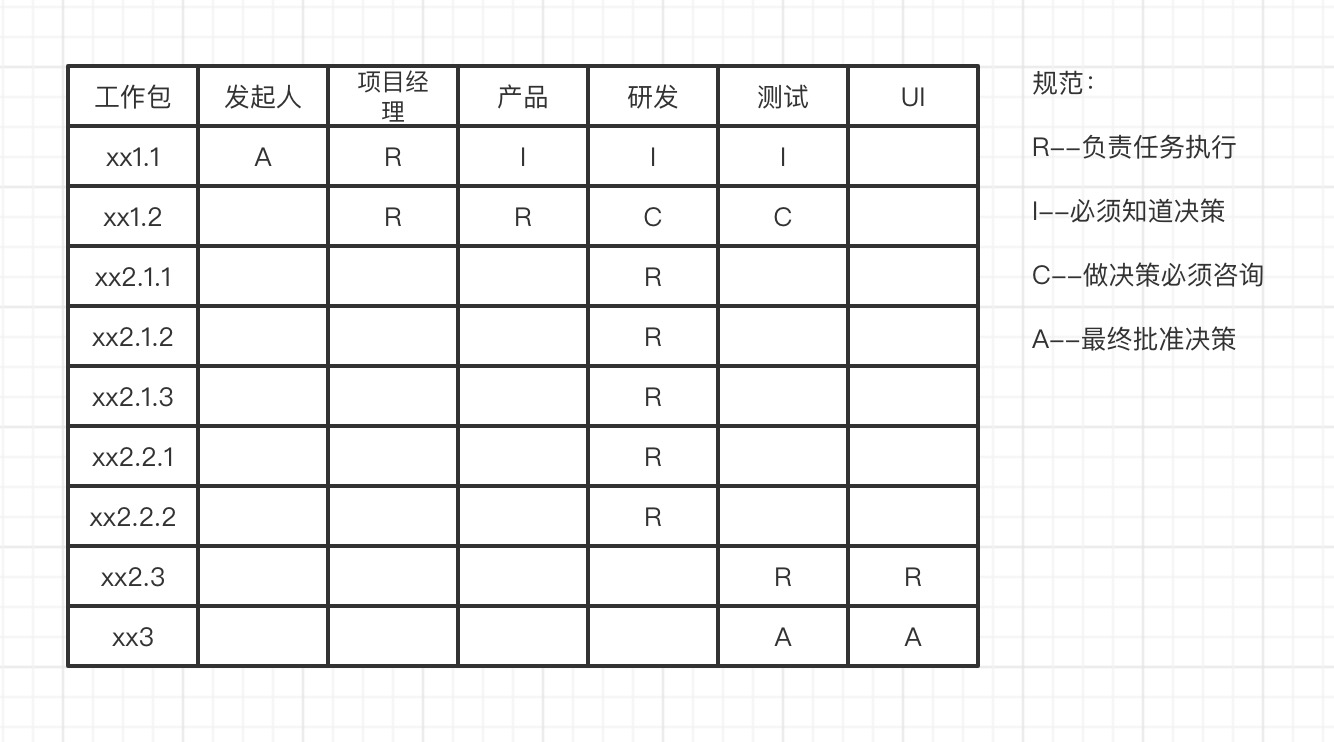 工作包 发起人 项目经理 产品 研发 测试 UI
xx1.1 A R I I I
xx1.2 R R C C
xx2.1.1 R
xx2.1.2 R
xx2.1.3 R
xx2.2.1 R
xx2.2.2 R
xx2.3 R R
xx3 A A
规范：
R--负责任务执行
I--必须知道决策
C--做决策必须咨询
A--最终批准决策